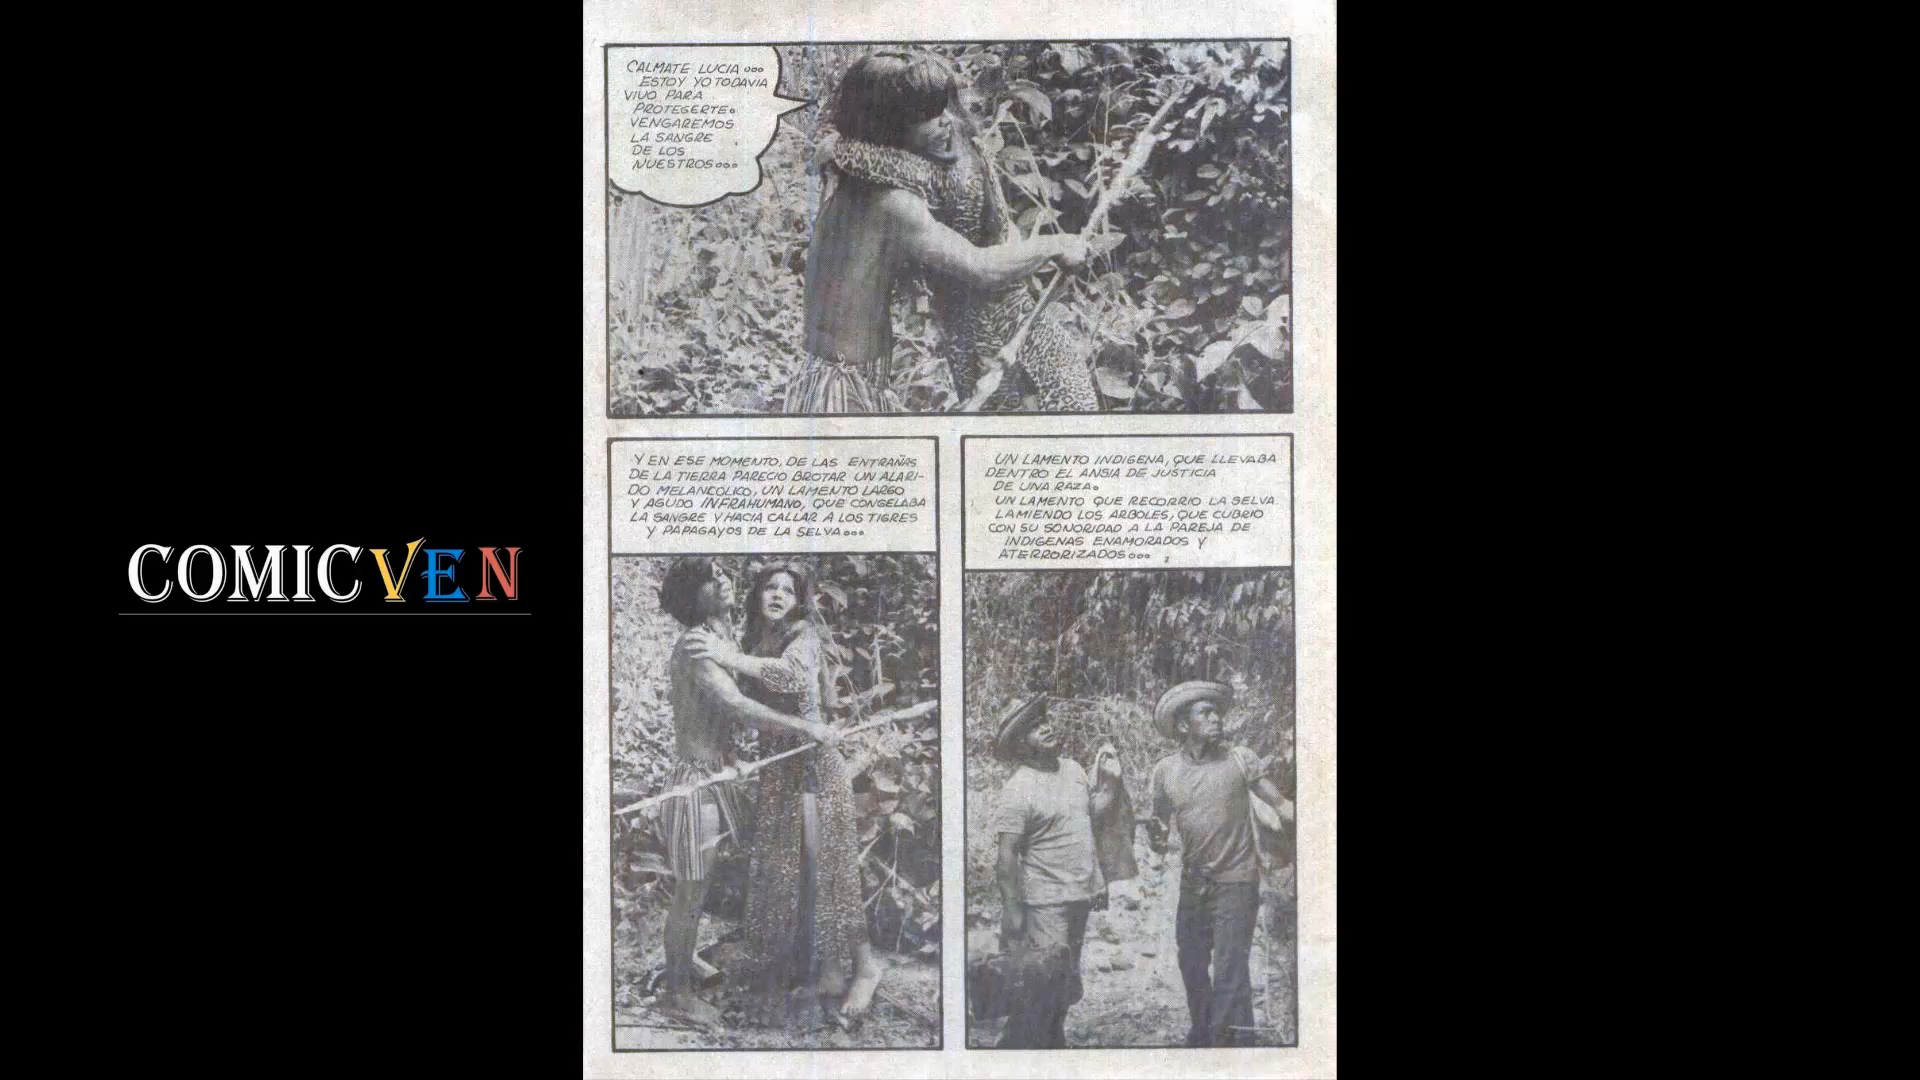 CALMATE LUCIA...
ESTOY YO TODAVIA
VIVO PARA
PROTEGERTE.
VENGAREMOS
LA SANGRE
DE LOS
NUESTROS...
Y EN ESE MOMENTO, DE LAS ENTRAÑAS
DE LA TIERRA PARECIO BROTAR UN ALARI-
DO MELANCOLICO, UN LAMENTO LARGO
Y AGUDO INFRAHUMANO, QUE CONGELABA
LA SANGRE Y HACIA CALLAR A LOS TIGRES
Y PAPAGAYOS DE LA SELVA...
UN LAMENTO INDIGENA, QUE LLEVABA
DENTRO EL ANSIA DE JUSTICIA
DE UNA RAZA.
UN LAMENTO QUE RECORRIO LA SELVA
LAMIENDO LOS ARBOLES, QUE CUBRIO
CON SU SONORIDAD A LA PAREJA DE
INDIGENAS ENAMORADOS Y
ATERRORIZADOS...
COMICVEN